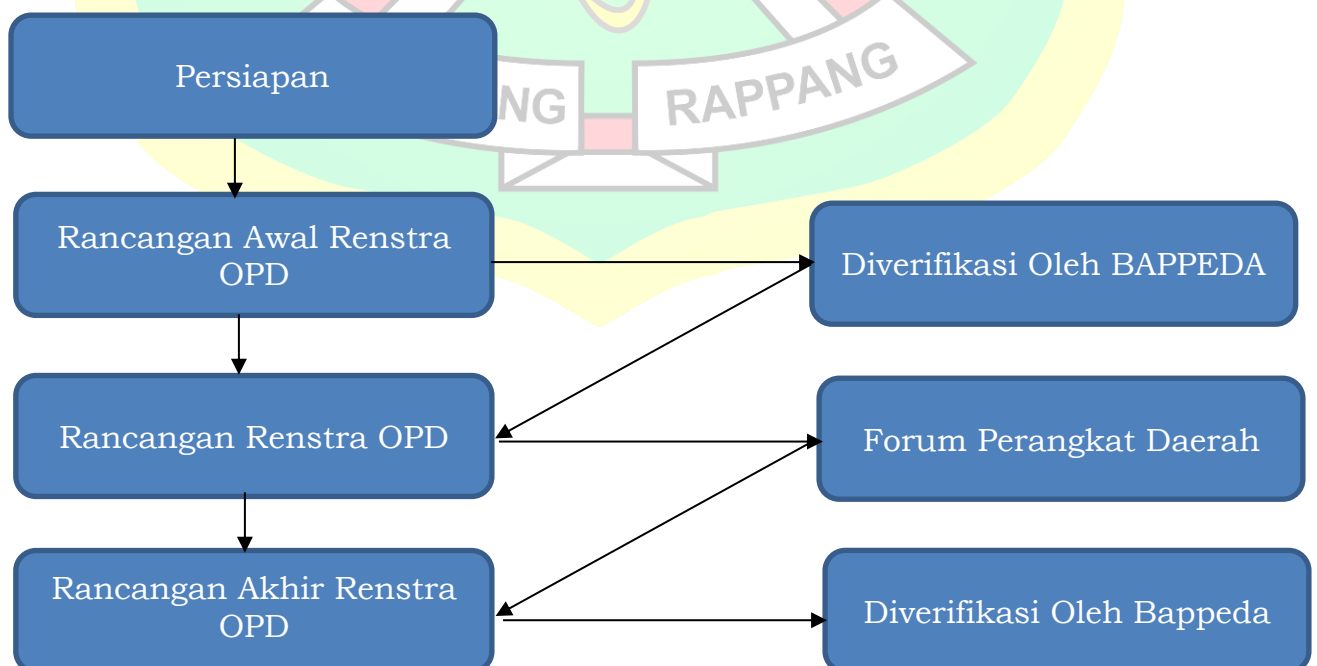 Persiapan
NG RAPPANG
Rancangan Awal Renstra
OPD
Diverifikasi Oleh BAPPEDA
Rancangan Renstra OPD
Forum Perangkat Daerah
Rancangan Akhir Renstra
OPD
Diverifikasi Oleh Bappeda